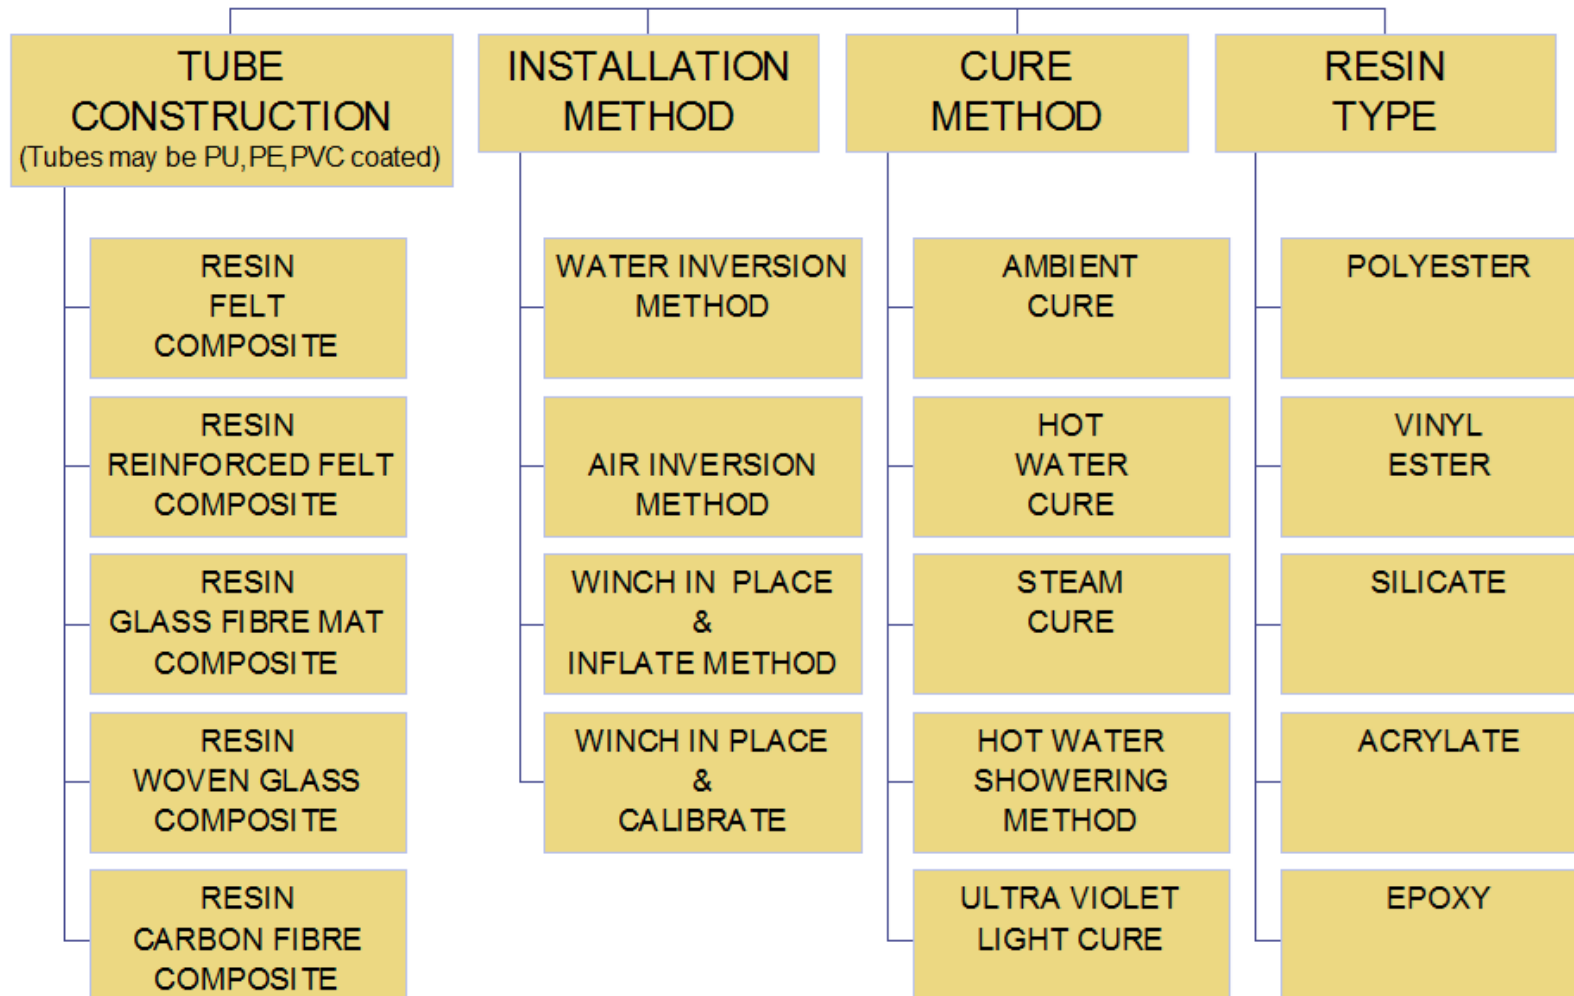 TUBE
CONSTRUCTION
(Tubes may be PU,PE,PVC coated)
RESIN
FELT
COMPOSITE
RESIN
REINFORCED FELT
COMPOSITE
RESIN
GLASS FIBRE MAT
COMPOSITE
RESIN
WOVEN GLASS
COMPOSITE
RESIN
CARBON FIBRE
COMPOSITE
INSTALLATION
METHOD
WATER INVERSION
METHOD
AIR INVERSION
METHOD
WINCH IN PLACE
&
INFLATE METHOD
WINCH IN PLACE
&
CALIBRATE
CURE
METHOD
AMBIENT
CURE
HOT
WATER
CURE
STEAM
CURE
HOT WATER
SHOWERING
METHOD
ULTRA VIOLET
LIGHT CURE
RESIN
TYPE
POLYESTER
VINYL
ESTER
SILICATE
ACRYLATE
EPOXY